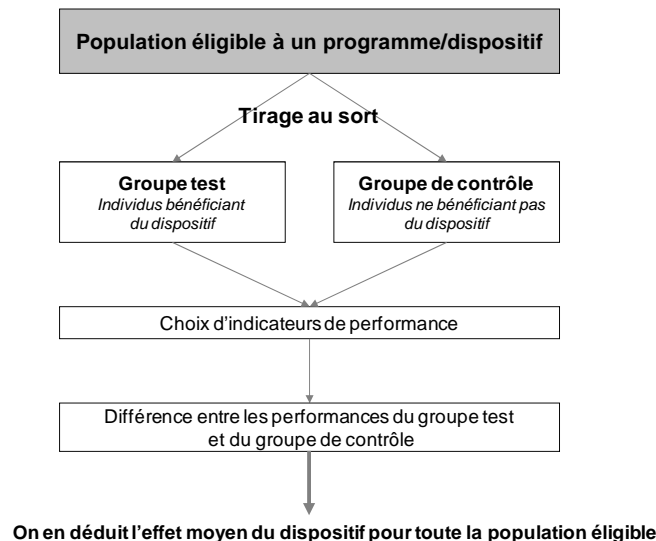 Population éligible à un programme/dispositif
Tirage au sort
Groupe test
Individus bénéficiant
du dispositif
Groupe de contrôle
Individus ne bénéficiant pas
du dispositif
Choix d'indicateurs de performance
Différence entre les performances du groupe test
et du groupe de contrôle
On en déduit l'effet moyen du dispositif pour toute la population éligible